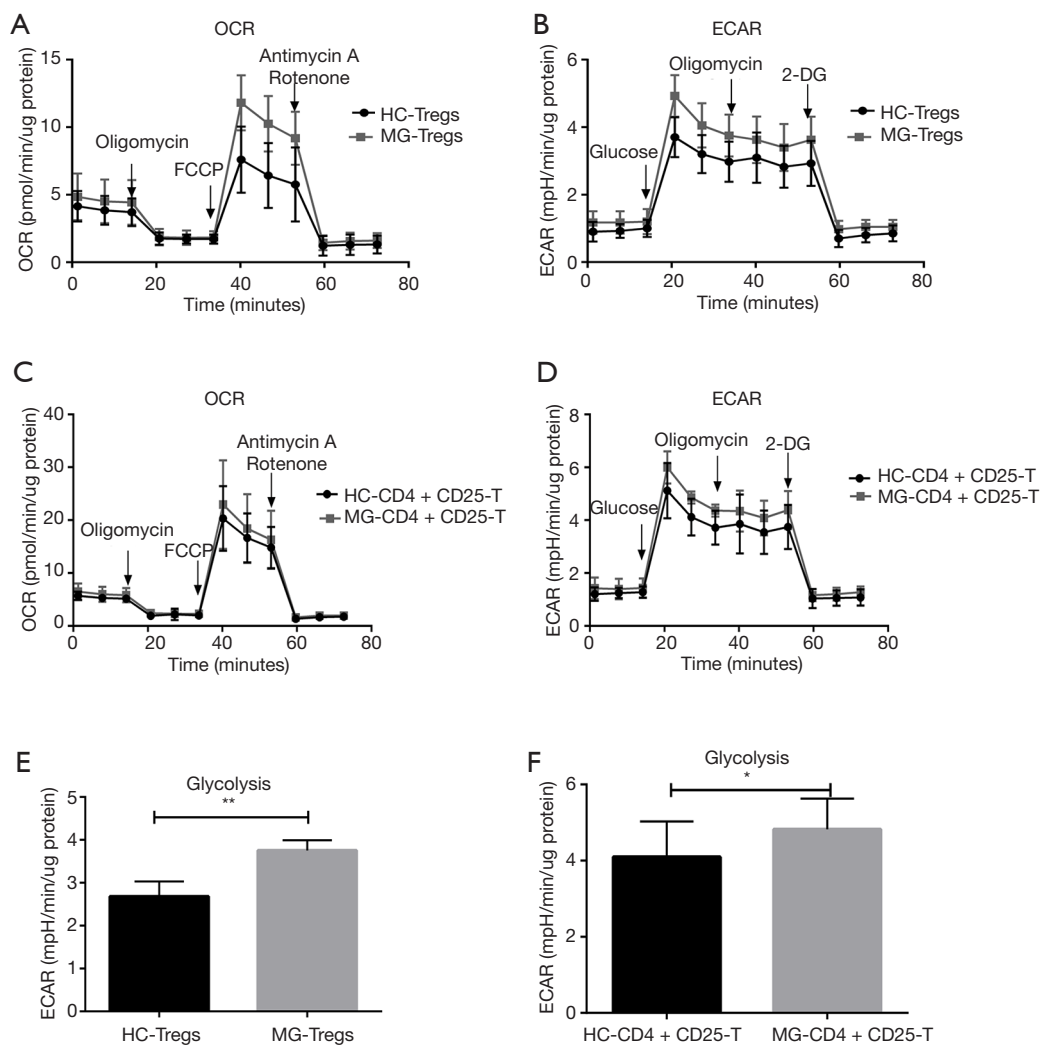 A
OCR
OCR (pmol/min/ug protein)
15
10
5
0
0 20 40 60 80
Time (minutes)
Oligomycin
FCCP
Antimycin A
Rotenone
HC-Tregs
MG-Tregs
B
ECAR
ECAR (mpH/min/ug protein)
6
4
2
0
0 20 40 60 80
Time (minutes)
Glucose
Oligomycin
2-DG
HC-Tregs
MG-Tregs
C
OCR
OCR (pmol/min/ug protein)
40
30
20
10
0
0 20 40 60 80
Time (minutes)
Oligomycin
FCCP
Antimycin A
Rotenone
HC-CD4 + CD25-T
MG-CD4 + CD25-T
D
ECAR
ECAR (mpH/min/ug protein)
8
6
4
2
0
0 20 40 60 80
Time (minutes)
Glucose
Oligomycin
2-DG
HC-CD4 + CD25-T
MG-CD4 + CD25-T
E
Glycolysis
**
ECAR (mpH/min/ug protein)
5
4
3
2
1
0
HC-Tregs MG-Tregs
F
Glycolysis
*
ECAR (mpH/min/ug protein)
6
4
2
0
HC-CD4 + CD25-T MG-CD4 + CD25-T